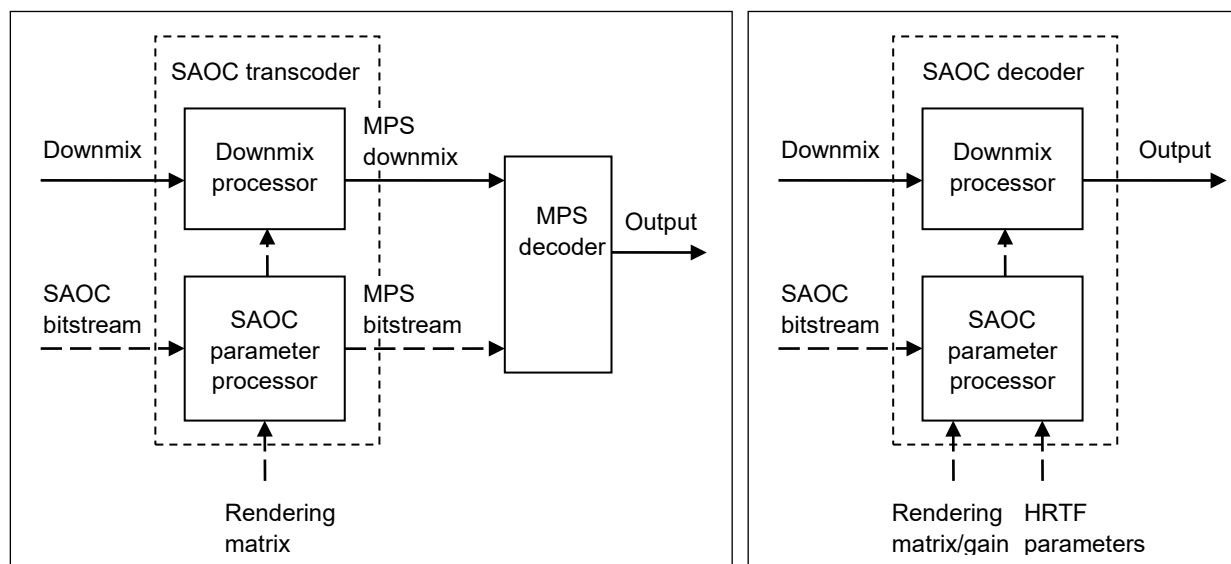 SAOC transcoder
Downmix
Downmix
processor
MPS
downmix
MPS
decoder
Output
SAOC
bitstream
SAOC
parameter
processor
MPS
bitstream
Rendering
matrix
SAOC decoder
Downmix
Downmix
processor
Output
SAOC
bitstream
SAOC
parameter
processor
Rendering
matrix/gain
HRTF
parameters